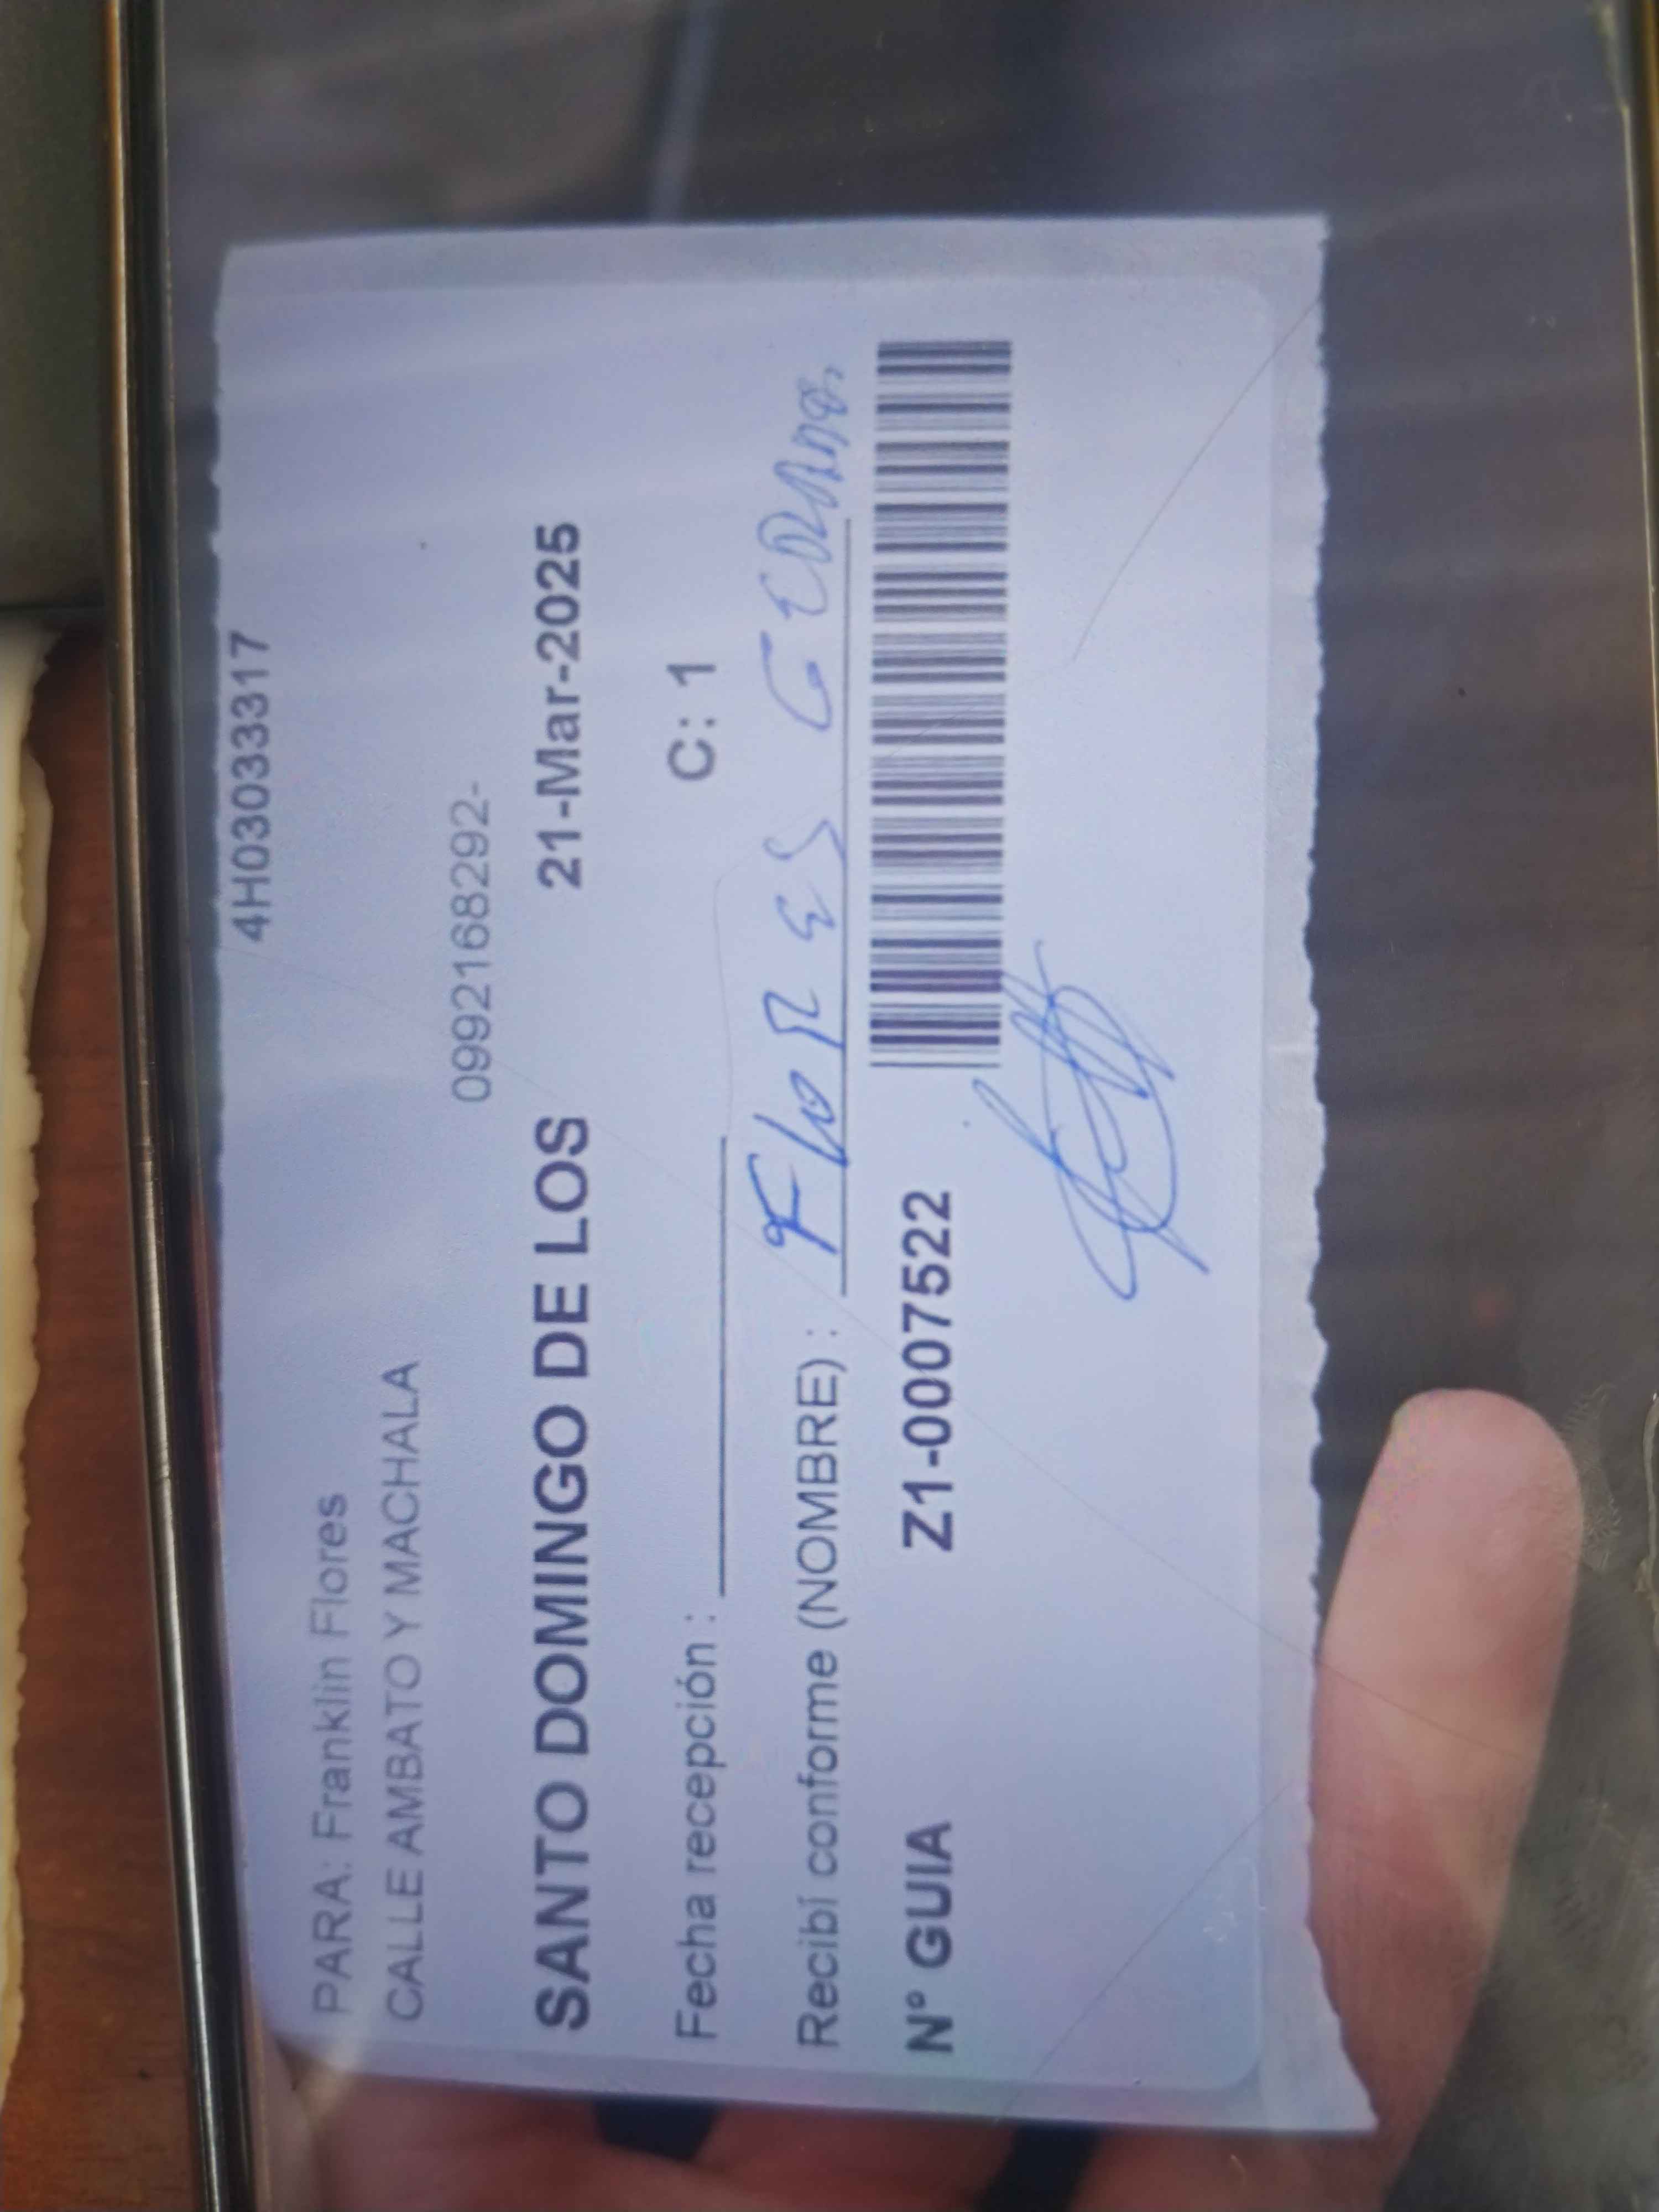 4H03033317
PARA: Franklin Flores
CALLE AMBATO Y MACHALA
0992168292-
SANTO DOMINGO DE LOS 21-Mar-2025
Fecha recepción : C: 1
Recibí conforme (NOMBRE) : FloRES
N° GUIA Z1-0007522